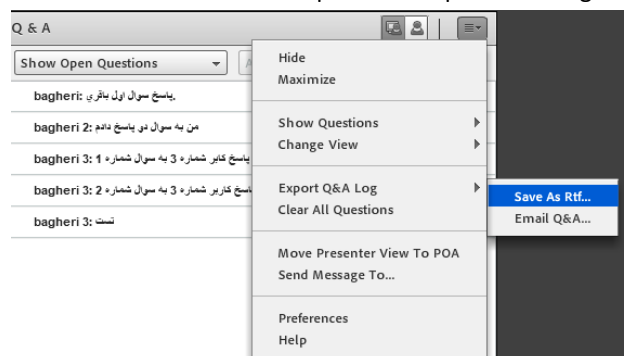 Q & A
Show Open Questions
bagheri: پاسخ سوال اول باقري.
bagheri 2: من به سوال دو پاسخ دادم
bagheri 3: پاسخ کابر شماره 3 به سوال شماره 1
bagheri 3: پاسخ کاربر شماره 3 به سوال شماره 2
bagheri 3: تست
Hide
Maximize
Show Questions
Change View
Export Q&A Log
Clear All Questions
Move Presenter View To POA
Send Message To...
Preferences
Help
Save As Rtf...
Email Q&A...